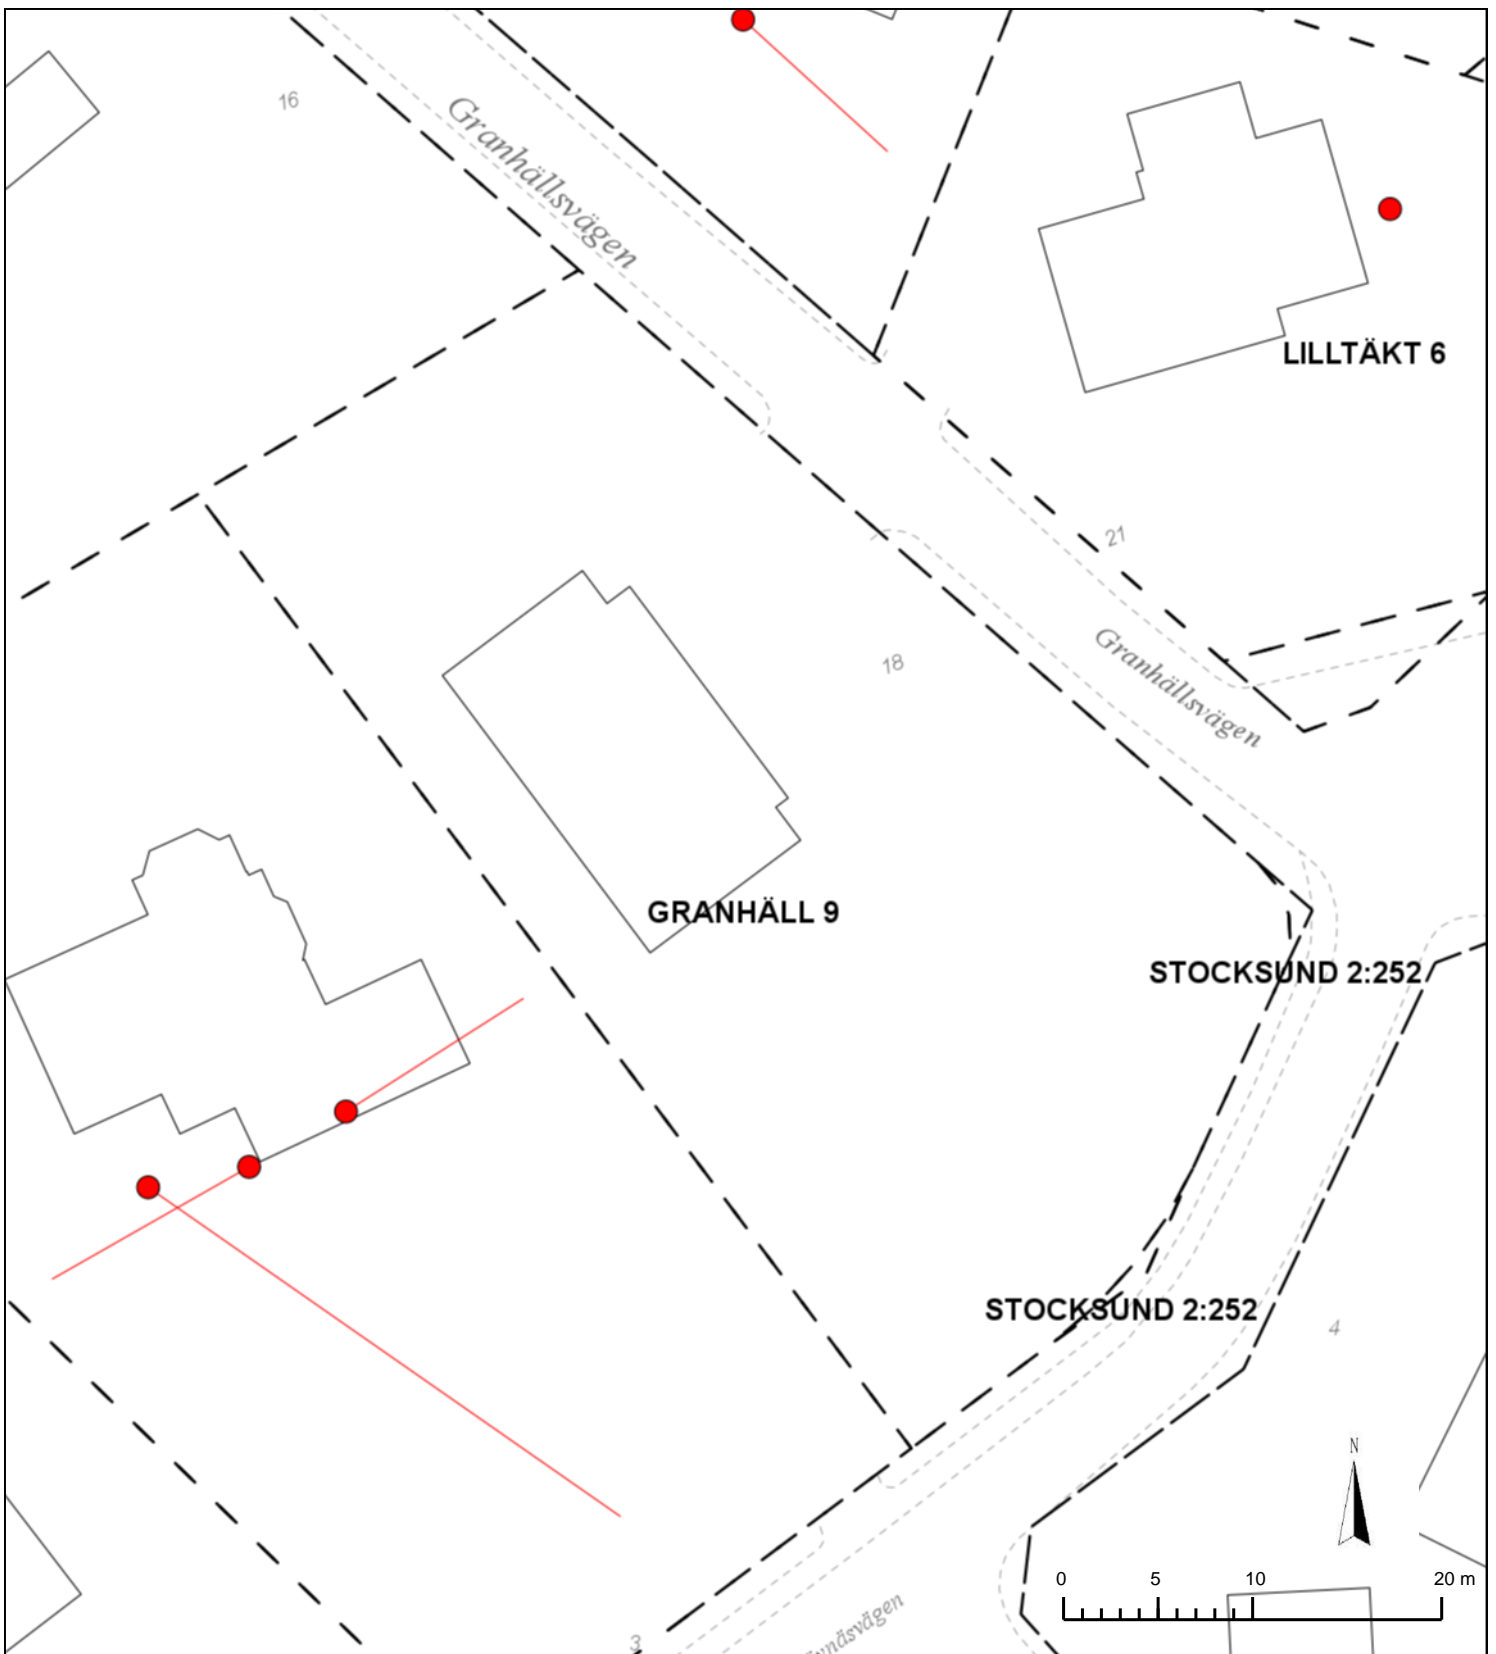 16
Granhällsvägen
LILLTÄKT 6
21
Granhällsvägen
18
GRANHÄLL 9
STOCKSUND 2:252
STOCKSUND 2:252
4
N
0 5 10 20 m
3